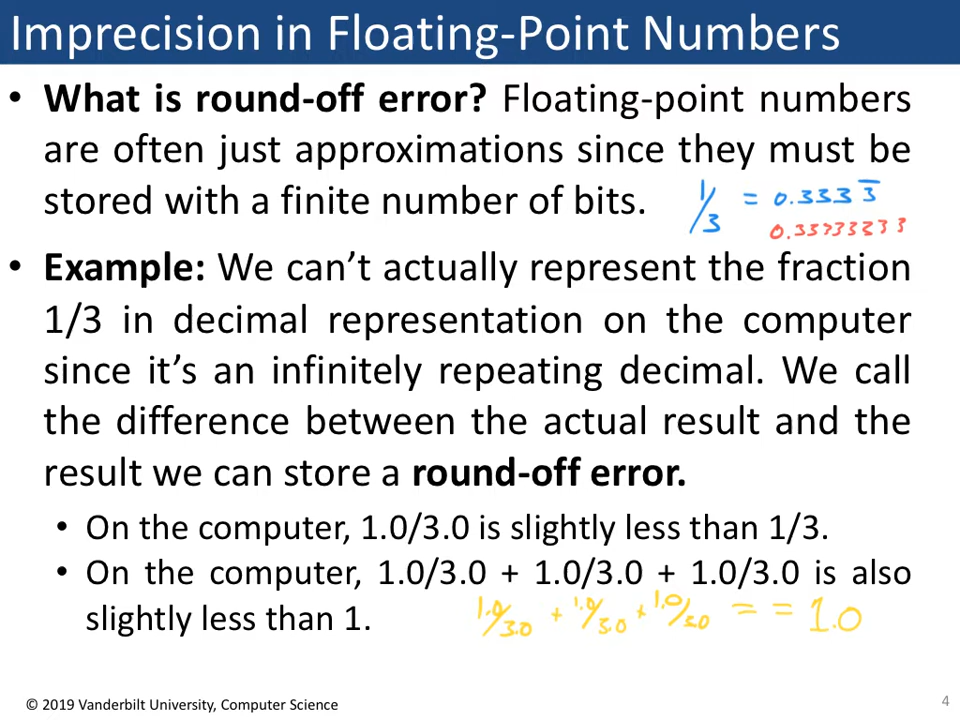 Imprecision in Floating-Point Numbers
• What is round-off error? Floating-point numbers
are often just approximations since they must be
stored with a finite number of bits.
1/3 = 0.3333̅
0.33333333
• Example: We can’t actually represent the fraction
1/3 in decimal representation on the computer
since it’s an infinitely repeating decimal. We call
the difference between the actual result and the
result we can store a round-off error.
• On the computer, 1.0/3.0 is slightly less than 1/3.
• On the computer, 1.0/3.0 + 1.0/3.0 + 1.0/3.0 is also
slightly less than 1.
1.0/3.0 + 1.0/3.0 + 1.0/3.0 == 1.0
© 2019 Vanderbilt University, Computer Science
4